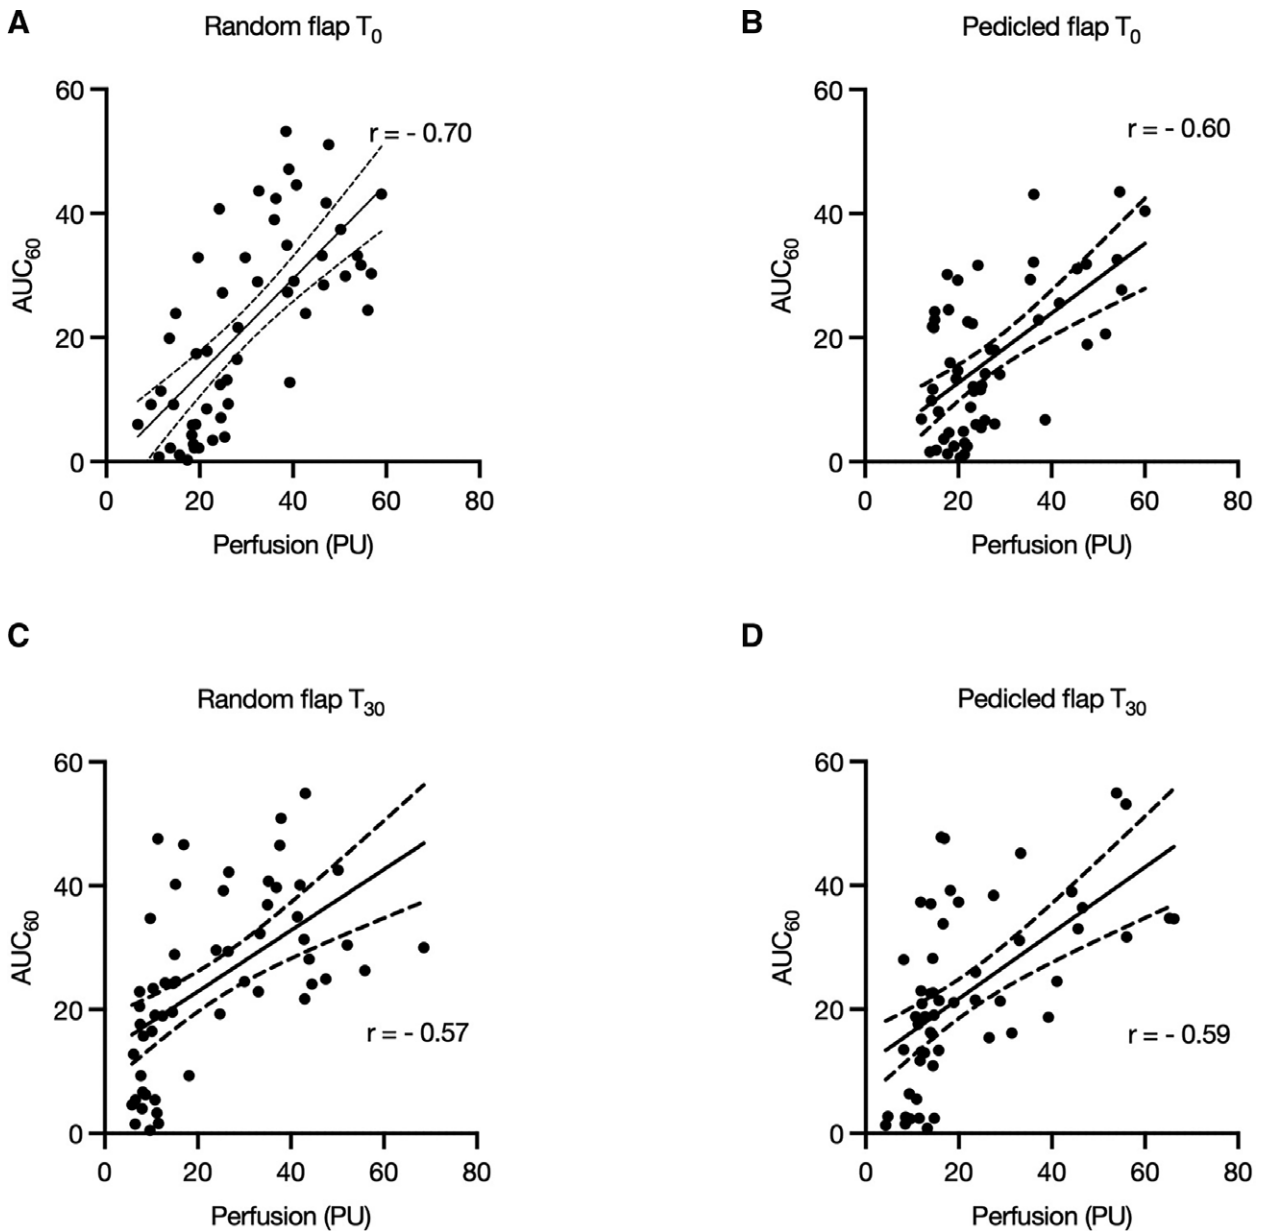 A
Random flap T0
60
40
20
0
AUC60
r = - 0.70
0 20 40 60 80
Perfusion (PU)
B
Pedicled flap T0
60
40
20
0
AUC60
r = - 0.60
0 20 40 60 80
Perfusion (PU)
C
Random flap T30
60
40
20
0
AUC60
r = - 0.57
0 20 40 60 80
Perfusion (PU)
D
Pedicled flap T30
60
40
20
0
AUC60
r = - 0.59
0 20 40 60 80
Perfusion (PU)